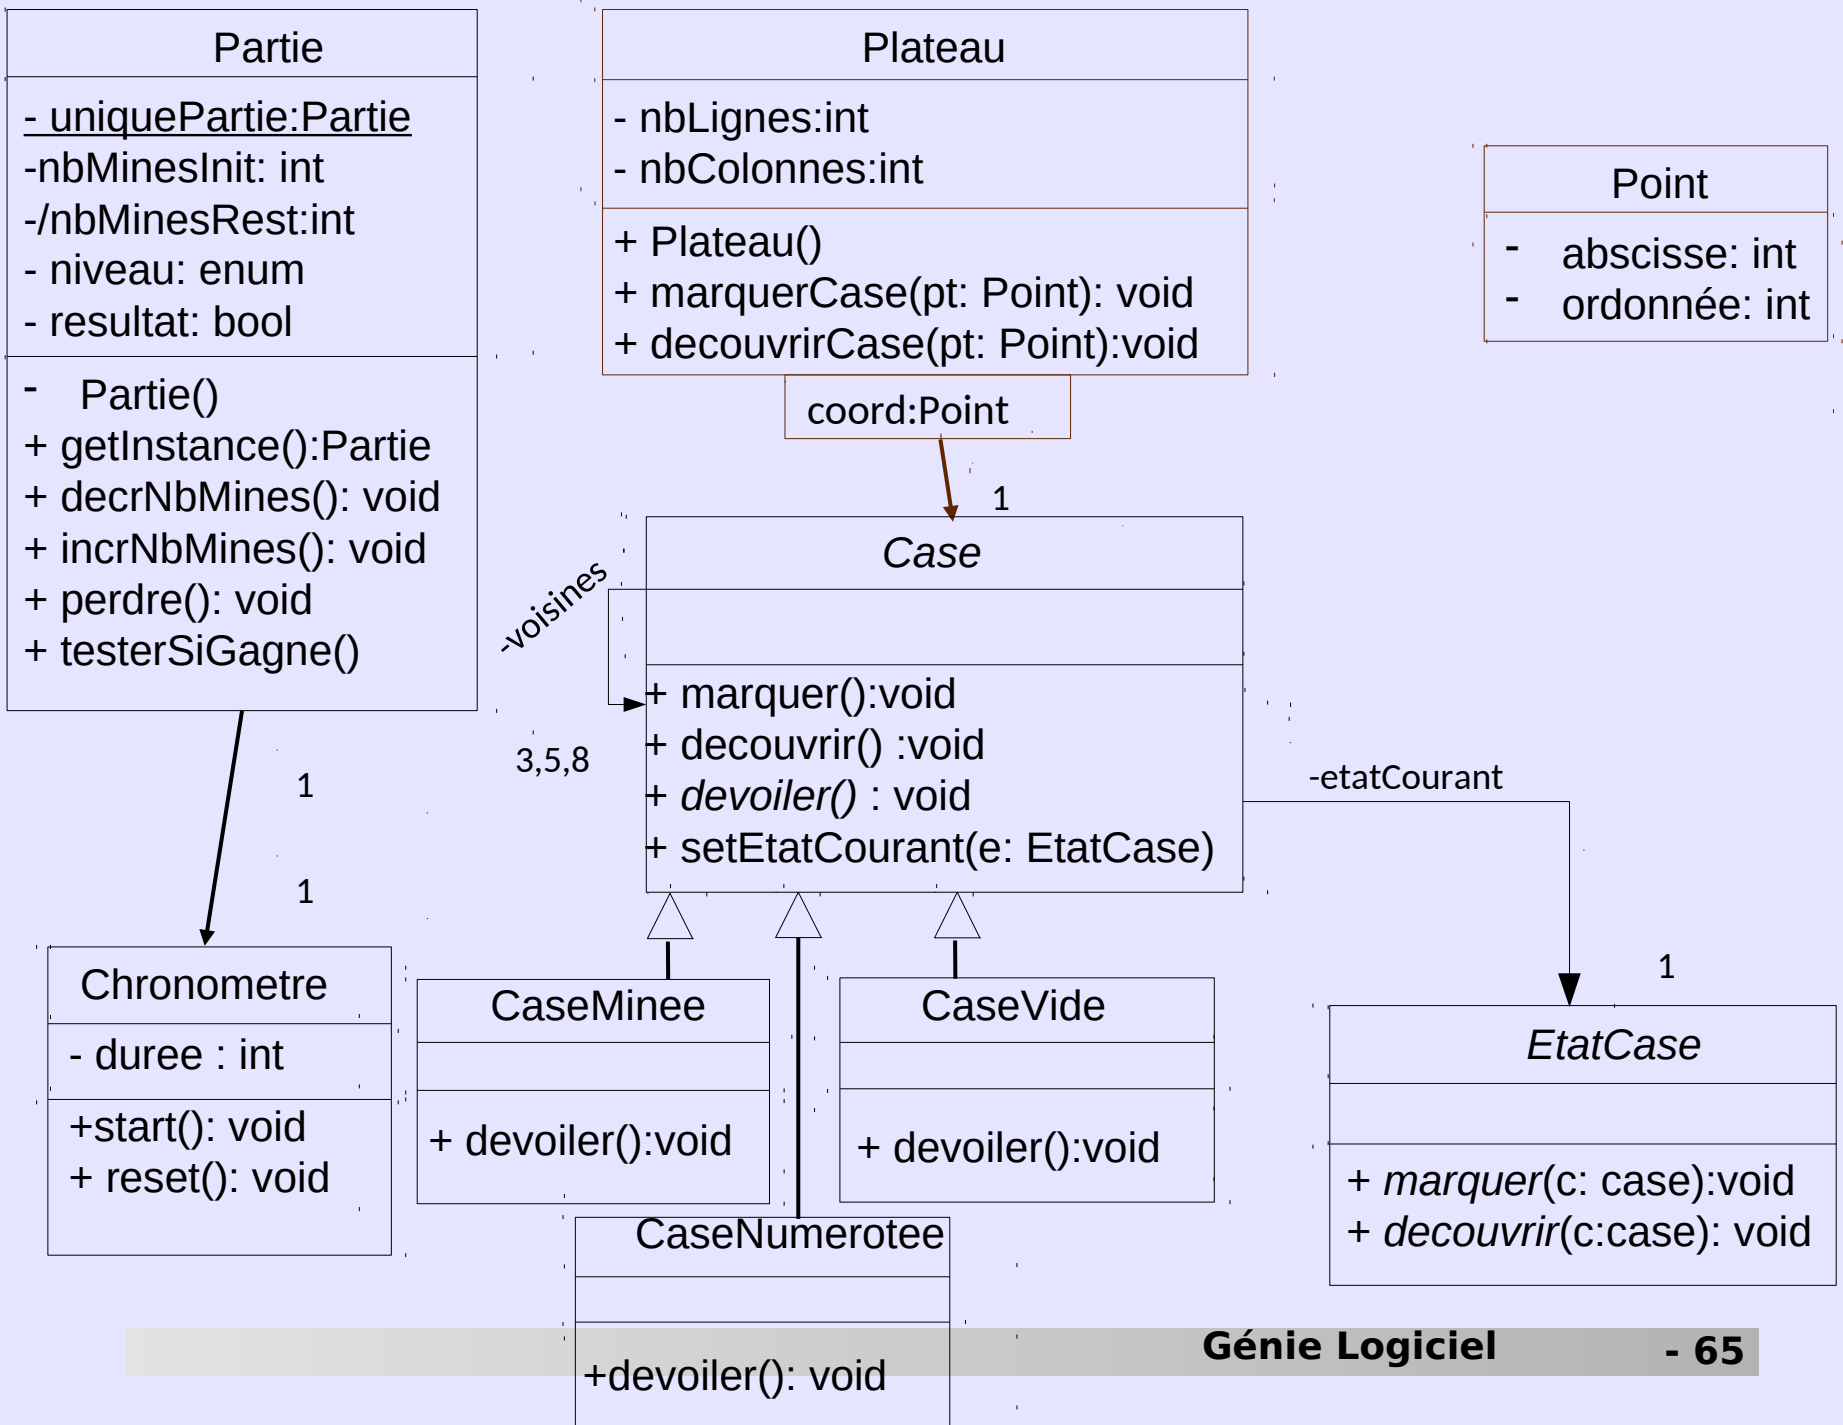 Partie
- uniquePartie:Partie
-nbMinesInit: int
-/nbMinesRest:int
- niveau: enum
- resultat: bool
- Partie()
+ getInstance():Partie
+ decrNbMines(): void
+ incrNbMines(): void
+ perdre(): void
+ testerSiGagne()
Plateau
- nbLignes:int
- nbColonnes:int
+ Plateau()
+ marquerCase(pt: Point): void
+ decouvrirCase(pt: Point):void
coord:Point
1
Point
- abscisse: int
- ordonnée: int
Case
+ marquer():void
+ decouvrir() :void
+ devoiler() : void
+ setEtatCourant(e: EtatCase)
-voisines
3,5,8
-etatCourant
1
1
1
Chronometre
- duree : int
+start(): void
+ reset(): void
CaseMinee
+ devoiler():void
CaseVide
+ devoiler():void
EtatCase
+ marquer(c: case):void
+ decouvrir(c:case): void
CaseNumerotee
+devoiler(): void
Génie Logiciel
- 65